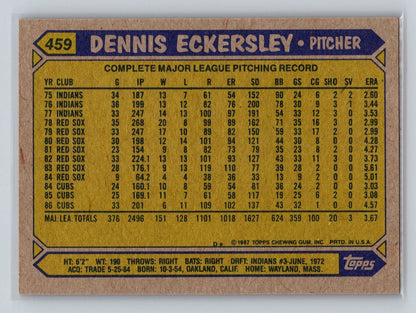 459 DENNIS ECKERSLEY • PITCHER
COMPLETE MAJOR LEAGUE PITCHING RECORD
YR CLUB G IP W L R ER SO BB GS CG SHO SV ERA
75 INDIANS 34 187 13 7 61 54 152 90 24 6 2 2 2.60
76 INDIANS 36 199 13 12 82 76 200 78 30 9 3 1 3.44
77 INDIANS 33 247 14 13 100 97 191 54 33 12 3 0 3.53
78 RED SOX 35 268 20 8 99 89 162 71 35 16 3 0 2.99
79 RED SOX 33 247 17 10 89 82 150 59 33 17 2 0 2.99
80 RED SOX 30 198 12 14 101 94 121 44 30 8 0 0 4.27
81 RED SOX 23 154 9 8 82 73 79 35 23 8 2 0 4.27
82 RED SOX 33 224.1 13 13 101 93 127 43 33 11 3 0 3.73
83 RED SOX 28 176.1 9 13 119 110 77 39 28 2 0 0 5.61
84 RED SOX 9 64.2 4 4 38 36 33 13 9 2 0 0 5.01
84 CUBS 24 160.1 10 8 59 54 81 36 24 2 0 0 3.03
85 CUBS 25 169.1 11 7 61 58 117 19 25 6 2 0 3.08
86 CUBS 33 201 6 11 109 102 137 43 32 1 0 0 4.57
MAJ.LEA.TOTALS 376 2496 151 128 1101 1018 1627 624 359 100 20 3 3.67
D* © 1987 TOPPS CHEWING GUM, INC. PRTD. IN U.S.A.
HT: 6'2" WT: 190 THROWS: RIGHT BATS: RIGHT DRFT: INDIANS #3-JUNE, 1972
ACQ: TRADE 5-25-84 BORN: 10-3-54, OAKLAND, CALIF. HOME: WAYLAND, MASS.
Topps